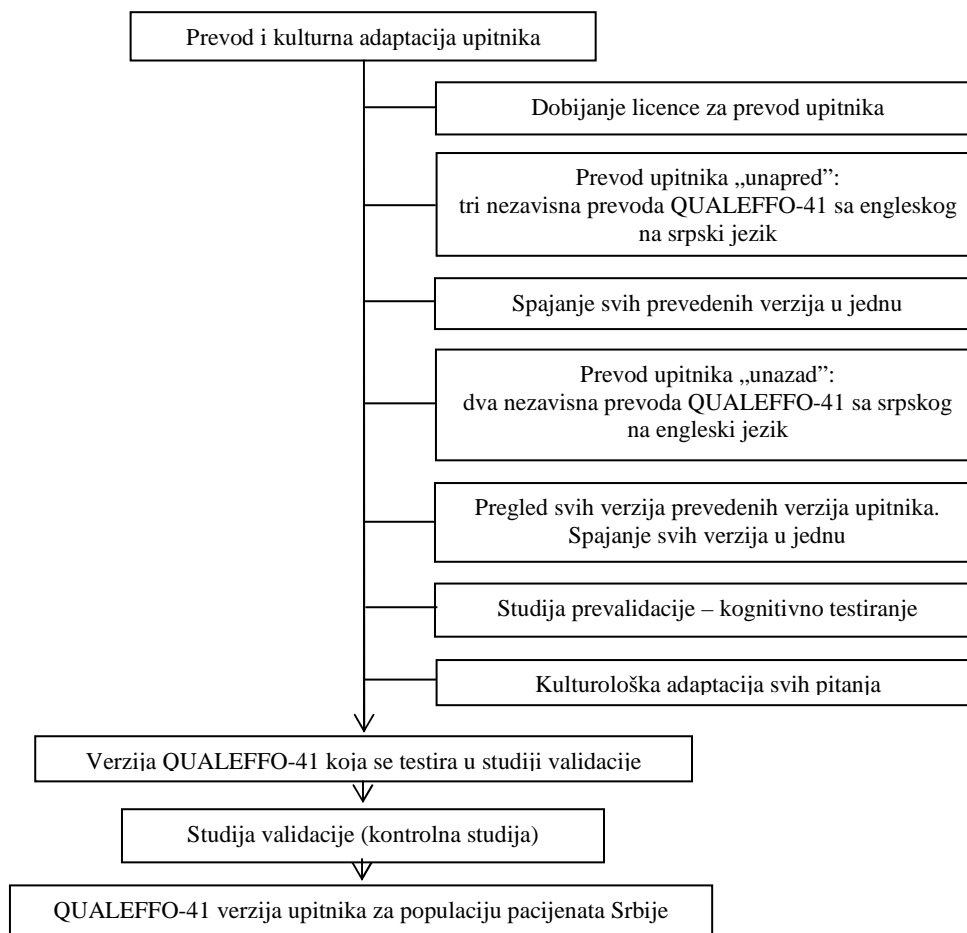 Prevod i kulturna adaptacija upitnika
Dobijanje licence za prevod upitnika
Prevod upitnika „unapred”:
tri nezavisna prevoda QUALEFFO-41 sa engleskog
na srpski jezik
Spajanje svih prevedenih verzija u jednu
Prevod upitnika „unazad”:
dva nezavisna prevoda QUALEFFO-41 sa srpskog
na engleski jezik
Pregled svih verzija prevedenih verzija upitnika.
Spajanje svih verzija u jednu
Studija prevalidacije – kognitivno testiranje
Kulturološka adaptacija svih pitanja
Verzija QUALEFFO-41 koja se testira u studiji validacije
Studija validacije (kontrolna studija)
QUALEFFO-41 verzija upitnika za populaciju pacijenata Srbije